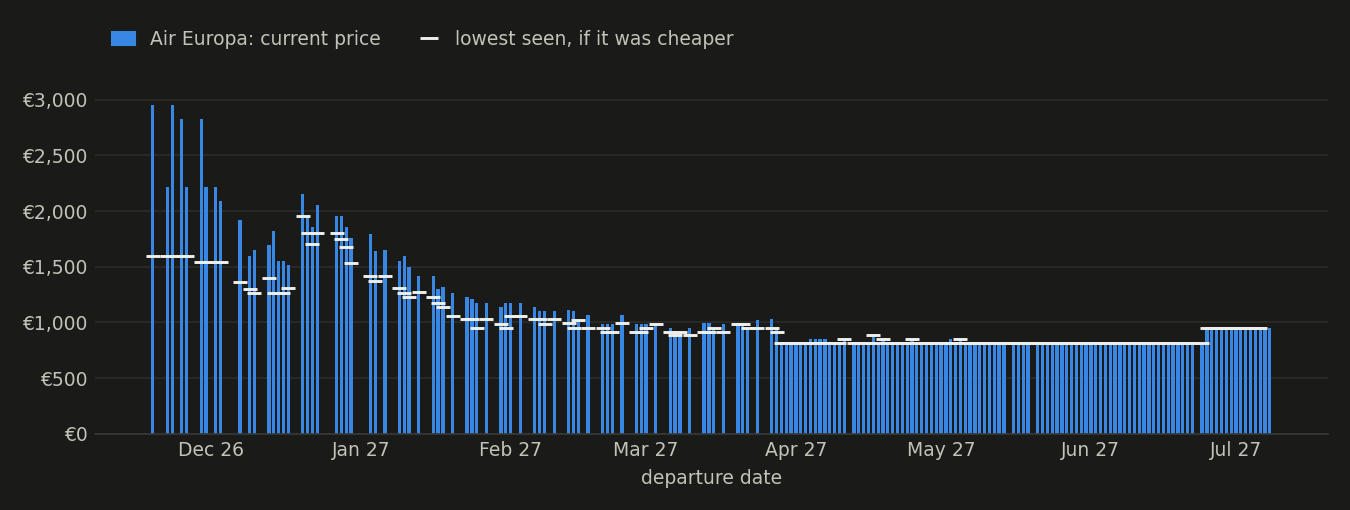 Air Europa: current price
lowest seen, if it was cheaper
€3,000
€2,500
€2,000
€1,500
€1,000
€500
€0
Dec 26
Jan 27
Feb 27
Mar 27
Apr 27
May 27
Jun 27
Jul 27
departure date